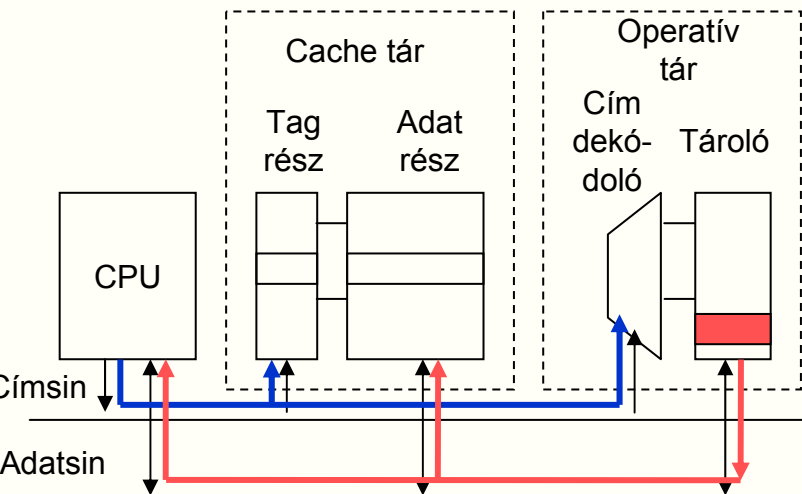 Cache tár
Operatív
tár
Tag
rész
Adat
rész
Cím
dekó-
doló
Tároló
CPU
Címsin
Adatsin